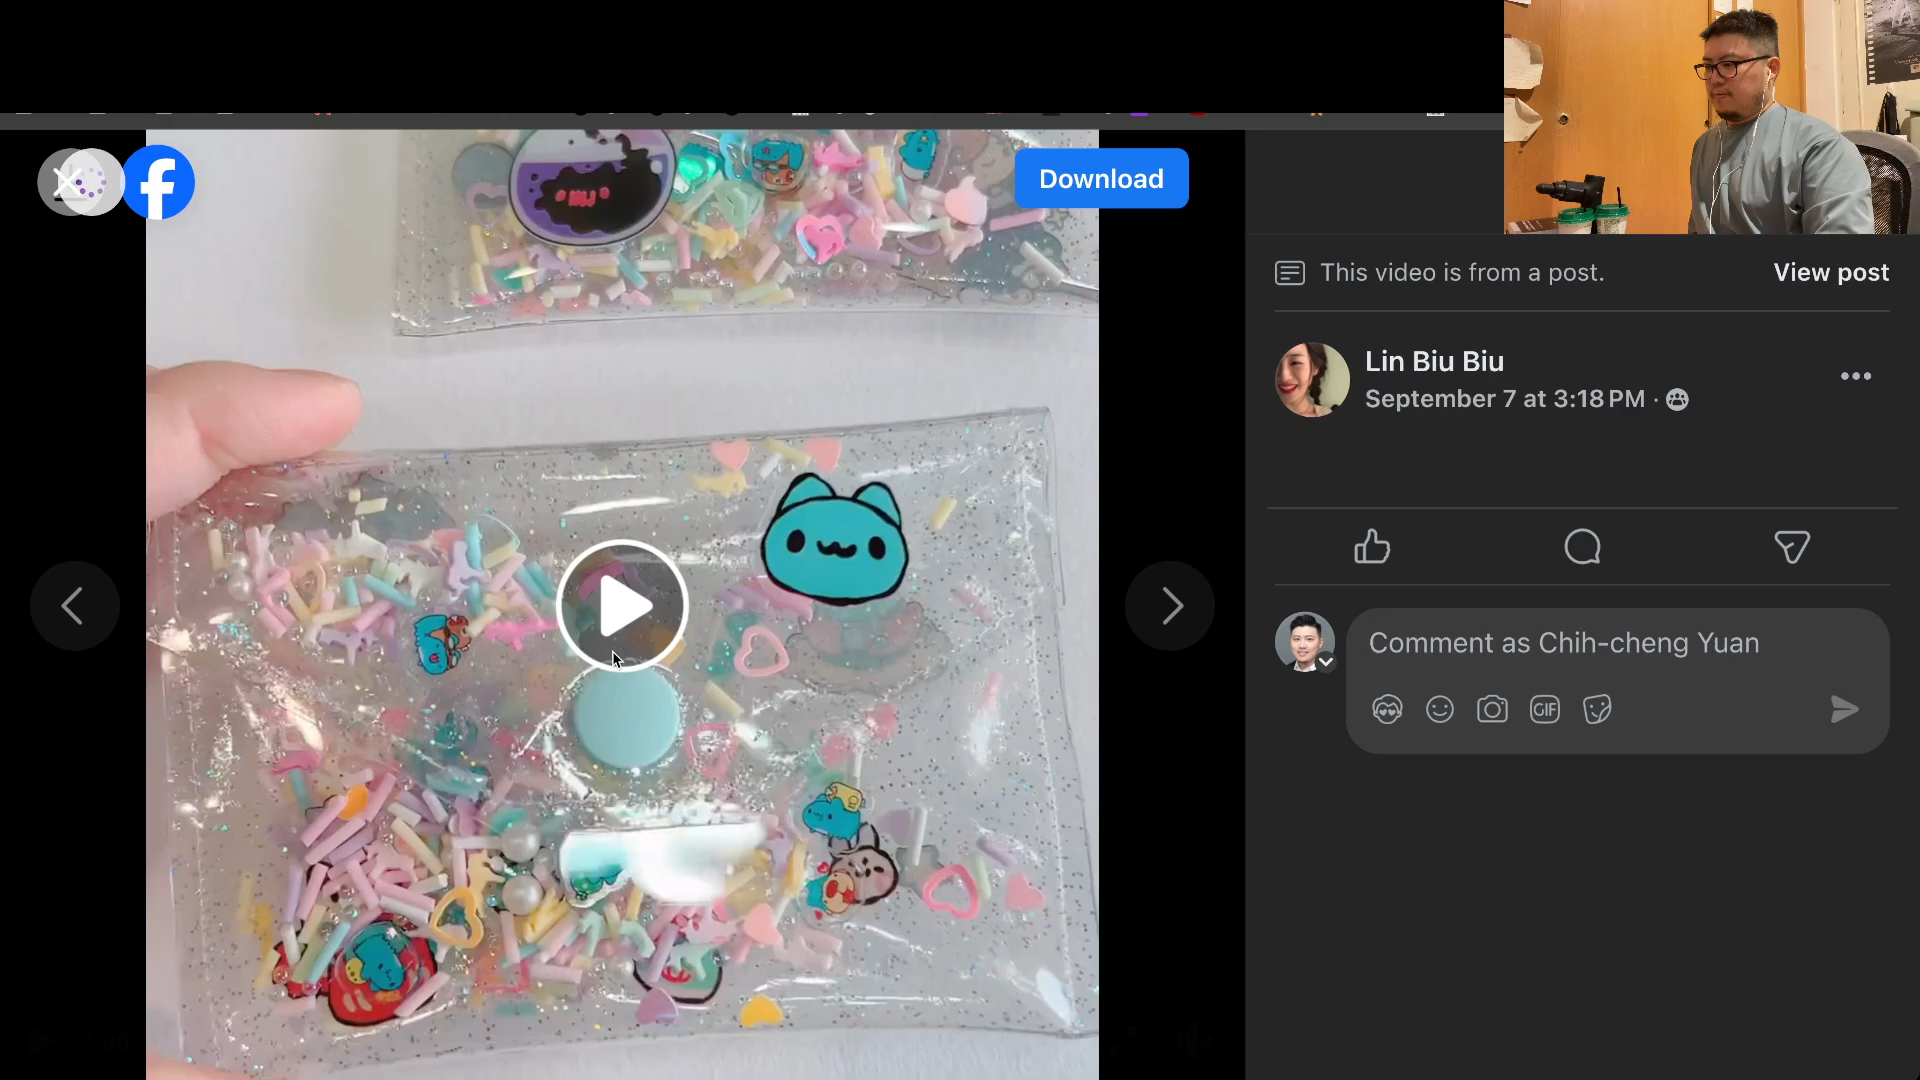 Download
This video is from a post.
View post
Lin Biu Biu
September 7 at 3:18 PM ·
Comment as Chih-cheng Yuan
GIF